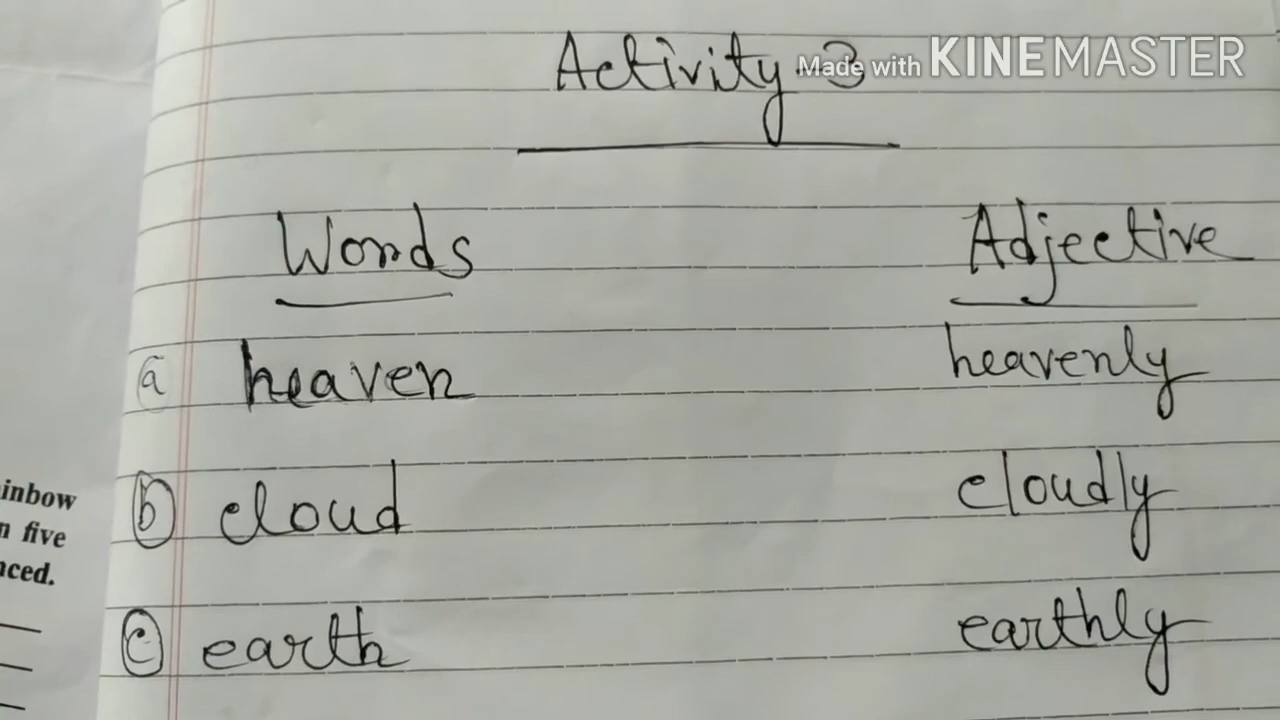 Activity-3
Made with KINEMASTER
Words Adjective
a heaven heavenly
b cloud cloudly
c earth earthly
inbow
five
nced.